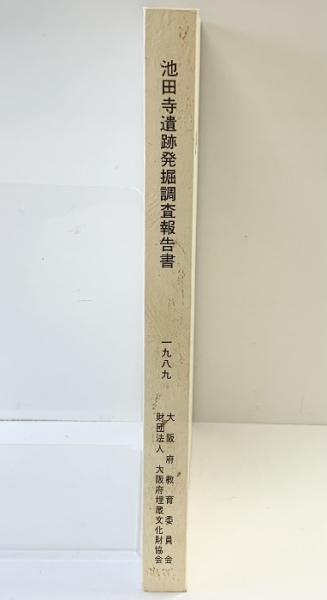 池田寺遺跡発掘調査報告書
一九八九
大阪府教育委員会
財団法人 大阪府埋蔵文化財協会